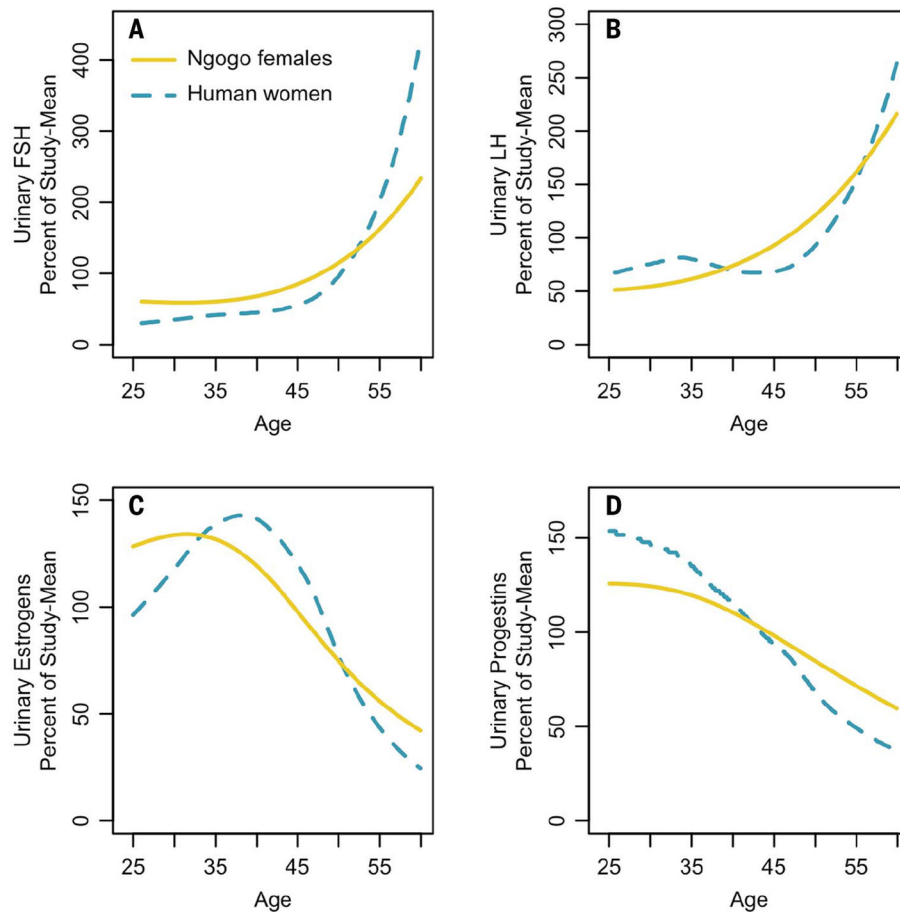 A
Ngogo females
Human women
Urinary FSH
Percent of Study-Mean
0
100
200
300
400
25
35
45
55
Age
B
Urinary LH
Percent of Study-Mean
0
50
100
150
200
250
300
25
35
45
55
Age
C
Urinary Estrogens
Percent of Study-Mean
0
50
100
150
25
35
45
55
Age
D
Urinary Progestins
Percent of Study-Mean
0
50
100
150
25
35
45
55
Age